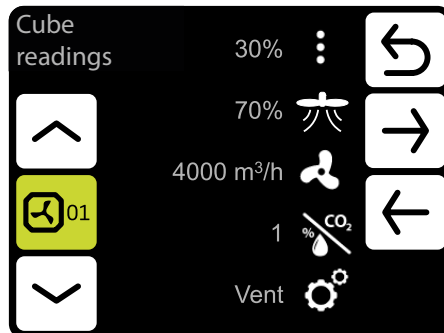 Cube
readings
30%
70%
4000 m³/h
01
1
% CO₂
Vent